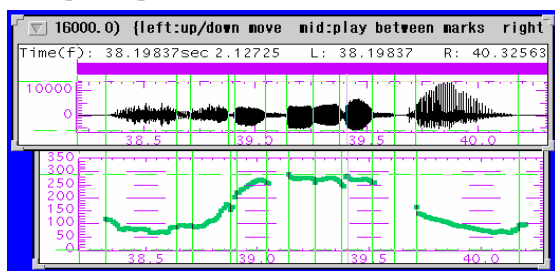 16000.0) {left:up/down move mid:play between marks right
Time(f): 38.19837sec 2.12725 L: 38.19837 R: 40.32563
10000
0
38.5 39.0 39.5 40.0
350
300
250
200
150
100
50
0
38.5 39.0 39.5 40.0